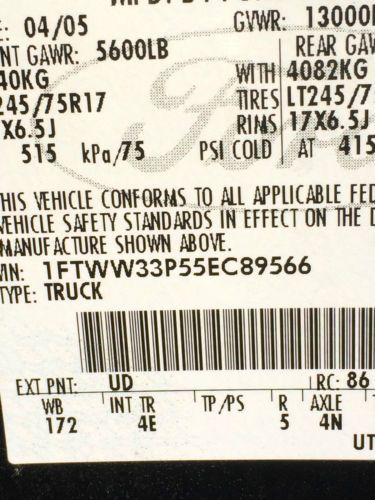 : 04/05 GVWR: 13000
NT GAWR: 5600LB REAR GAW
40KG WITH 4082KG
245/75R17 TIRES LT245/7
7X6.5J RIMS 17X6.5J
515 kPa/75 PSI COLD AT 415
HIS VEHICLE CONFORMS TO ALL APPLICABLE FED
VEHICLE SAFETY STANDARDS IN EFFECT ON THE D
MANUFACTURE SHOWN ABOVE.
IN: 1FTWW33P55EC89566
TYPE: TRUCK
EXT PNT: UD RC: 86
WB INT TR TP/PS R AXLE
172 4E 5 4N
UT